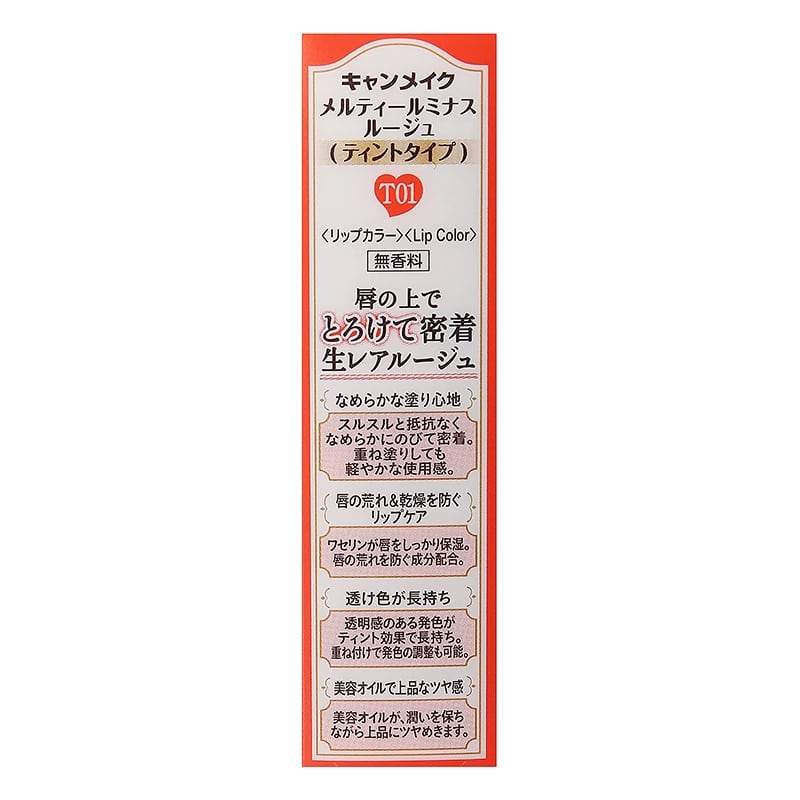 キャンメイク
メルティールミナス
ルージュ
(ティントタイプ)
T01
〈リップカラー〉〈Lip Color〉
無香料
唇の上で
とろけて密着
生レアルージュ
なめらかな塗り心地
スルスルと抵抗なく
なめらかにのびて密着。
重ね塗りしても
軽やかな使用感。
唇の荒れ&乾燥を防ぐ
リップケア
ワセリンが唇をしっかり保湿。
唇の荒れを防ぐ成分配合。
透け色が長持ち
透明感のある発色が
ティント効果で長持ち。
重ね付けで発色の調整も可能。
美容オイルで上品なツヤ感
美容オイルが、潤いを保ち
ながら上品にツヤめきます。